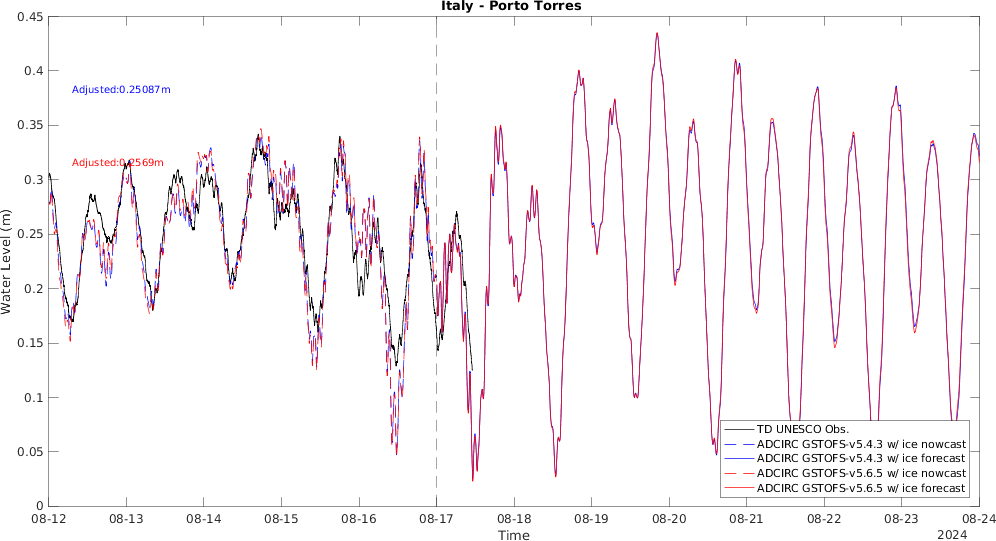 Italy - Porto Torres
0.45
0.4
0.35
0.3
0.25
0.2
0.15
0.1
0.05
0
Water Level (m)
Adjusted:0.25087m
Adjusted:0.2569m
TD UNESCO Obs.
ADCIRC GSTOFS-v5.4.3 w/ ice nowcast
ADCIRC GSTOFS-v5.4.3 w/ ice forecast
ADCIRC GSTOFS-v5.6.5 w/ ice nowcast
ADCIRC GSTOFS-v5.6.5 w/ ice forecast
08-12 08-13 08-14 08-15 08-16 08-17 08-18 08-19 08-20 08-21 08-22 08-23 08-24
Time
2024